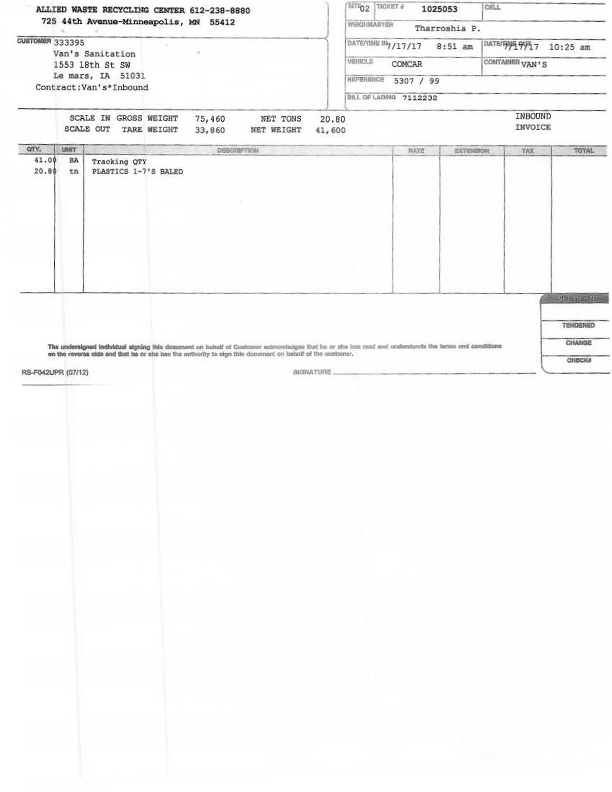 ALLIED WASTE RECYCLING CENTER 612-238-8880
725 44th Avenue-Minneapolis, MN 55412
SITE 02 TICKET # 1025053 CELL
WEIGHMASTER Tharroshia P.
CUSTOMER 333395
Van's Sanitation
1553 18th St SW
Le mars, IA 51031
Contract:Van's*Inbound
DATE/TIME IN 7/17/17 8:51 am DATE/TIME OUT 7/17/17 10:25 am
VEHICLE COMCAR CONTAINER VAN'S
REFERENCE 5307 / 99
BILL OF LADING 7112232
SCALE IN GROSS WEIGHT 75,460 NET TONS 20.80 INBOUND
SCALE OUT TARE WEIGHT 33,860 NET WEIGHT 41,600 INVOICE
QTY. UNIT DESCRIPTION RATE EXTENSION TAX TOTAL
41.00 BA Tracking QTY
20.80 tn PLASTICS 1-7'S BALED
TENDERED
CHANGE
CHECK#
The undersigned individual signing this document on behalf of Customer acknowledges that he or she has read and understands the terms and conditions
on the reverse side and that he or she has the authority to sign this document on behalf of the customer.
RS-F042UPR (07/12) SIGNATURE